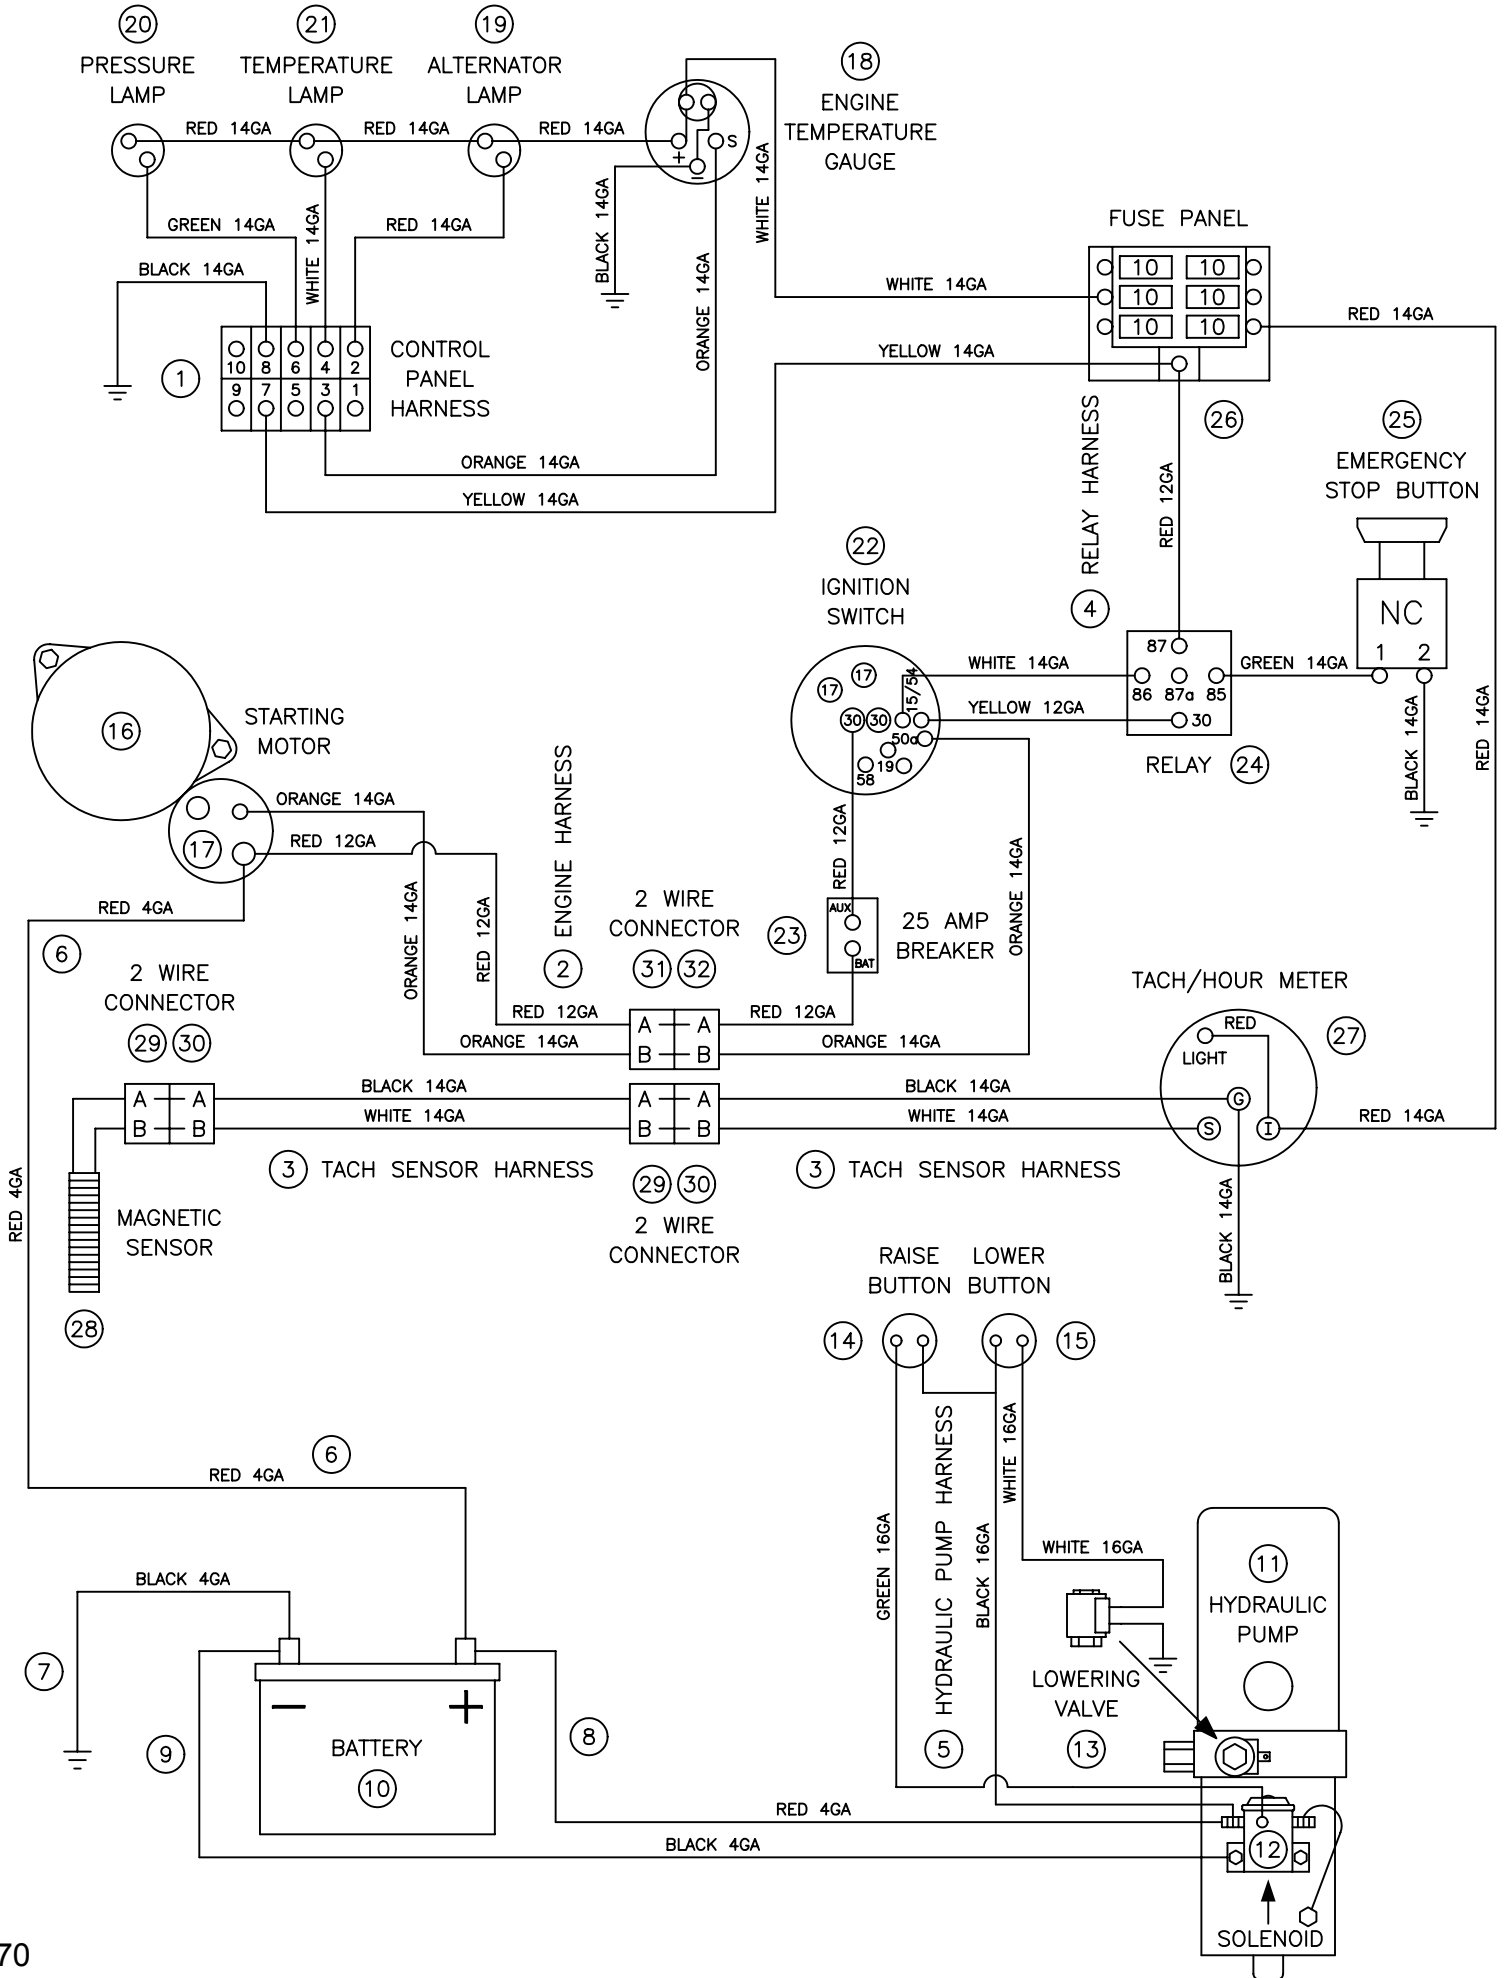 20
21
19
18
PRESSURE
LAMP
TEMPERATURE
LAMP
ALTERNATOR
LAMP
ENGINE
TEMPERATURE
GAUGE
RED 14GA
RED 14GA
RED 14GA
+
S
–
WHITE 14GA
BLACK 14GA
GREEN 14GA
WHITE 14GA
RED 14GA
ORANGE 14GA
BLACK 14GA
FUSE PANEL
10 10
10 10
10 10
WHITE 14GA
RED 14GA
YELLOW 14GA
1
10 8 6 4 2
9 7 5 3 1
CONTROL
PANEL
HARNESS
ORANGE 14GA
YELLOW 14GA
26
RELAY HARNESS
4
RED 12GA
25
EMERGENCY
STOP BUTTON
NC
1 2
22
IGNITION
SWITCH
17
17
15/54
30
30
50a
19
58
WHITE 14GA
YELLOW 12GA
87
86 87a 85
30
RELAY
24
GREEN 14GA
BLACK 14GA
RED 14GA
16
STARTING
MOTOR
17
ORANGE 14GA
RED 12GA
RED 4GA
6
ORANGE 14GA
RED 12GA
ENGINE HARNESS
2
2 WIRE
CONNECTOR
31
32
23
AUX
BAT
25 AMP
BREAKER
RED 12GA
ORANGE 14GA
2 WIRE
CONNECTOR
29
30
RED 12GA
A A
RED 12GA
ORANGE 14GA
B B
ORANGE 14GA
TACH/HOUR METER
27
RED
LIGHT
G
S
I
RED 14GA
A A
B B
BLACK 14GA
WHITE 14GA
A A
B B
BLACK 14GA
WHITE 14GA
3
TACH SENSOR HARNESS
29
30
2 WIRE
CONNECTOR
3
TACH SENSOR HARNESS
RED 4GA
MAGNETIC
SENSOR
28
BLACK 14GA
RAISE
BUTTON
LOWER
BUTTON
14
15
6
RED 4GA
GREEN 16GA
HYDRAULIC PUMP HARNESS
5
BLACK 16GA
WHITE 16GA
WHITE 16GA
11
HYDRAULIC
PUMP
LOWERING
VALVE
13
BLACK 4GA
7
9
–
+
BATTERY
10
8
RED 4GA
BLACK 4GA
12
SOLENOID
70